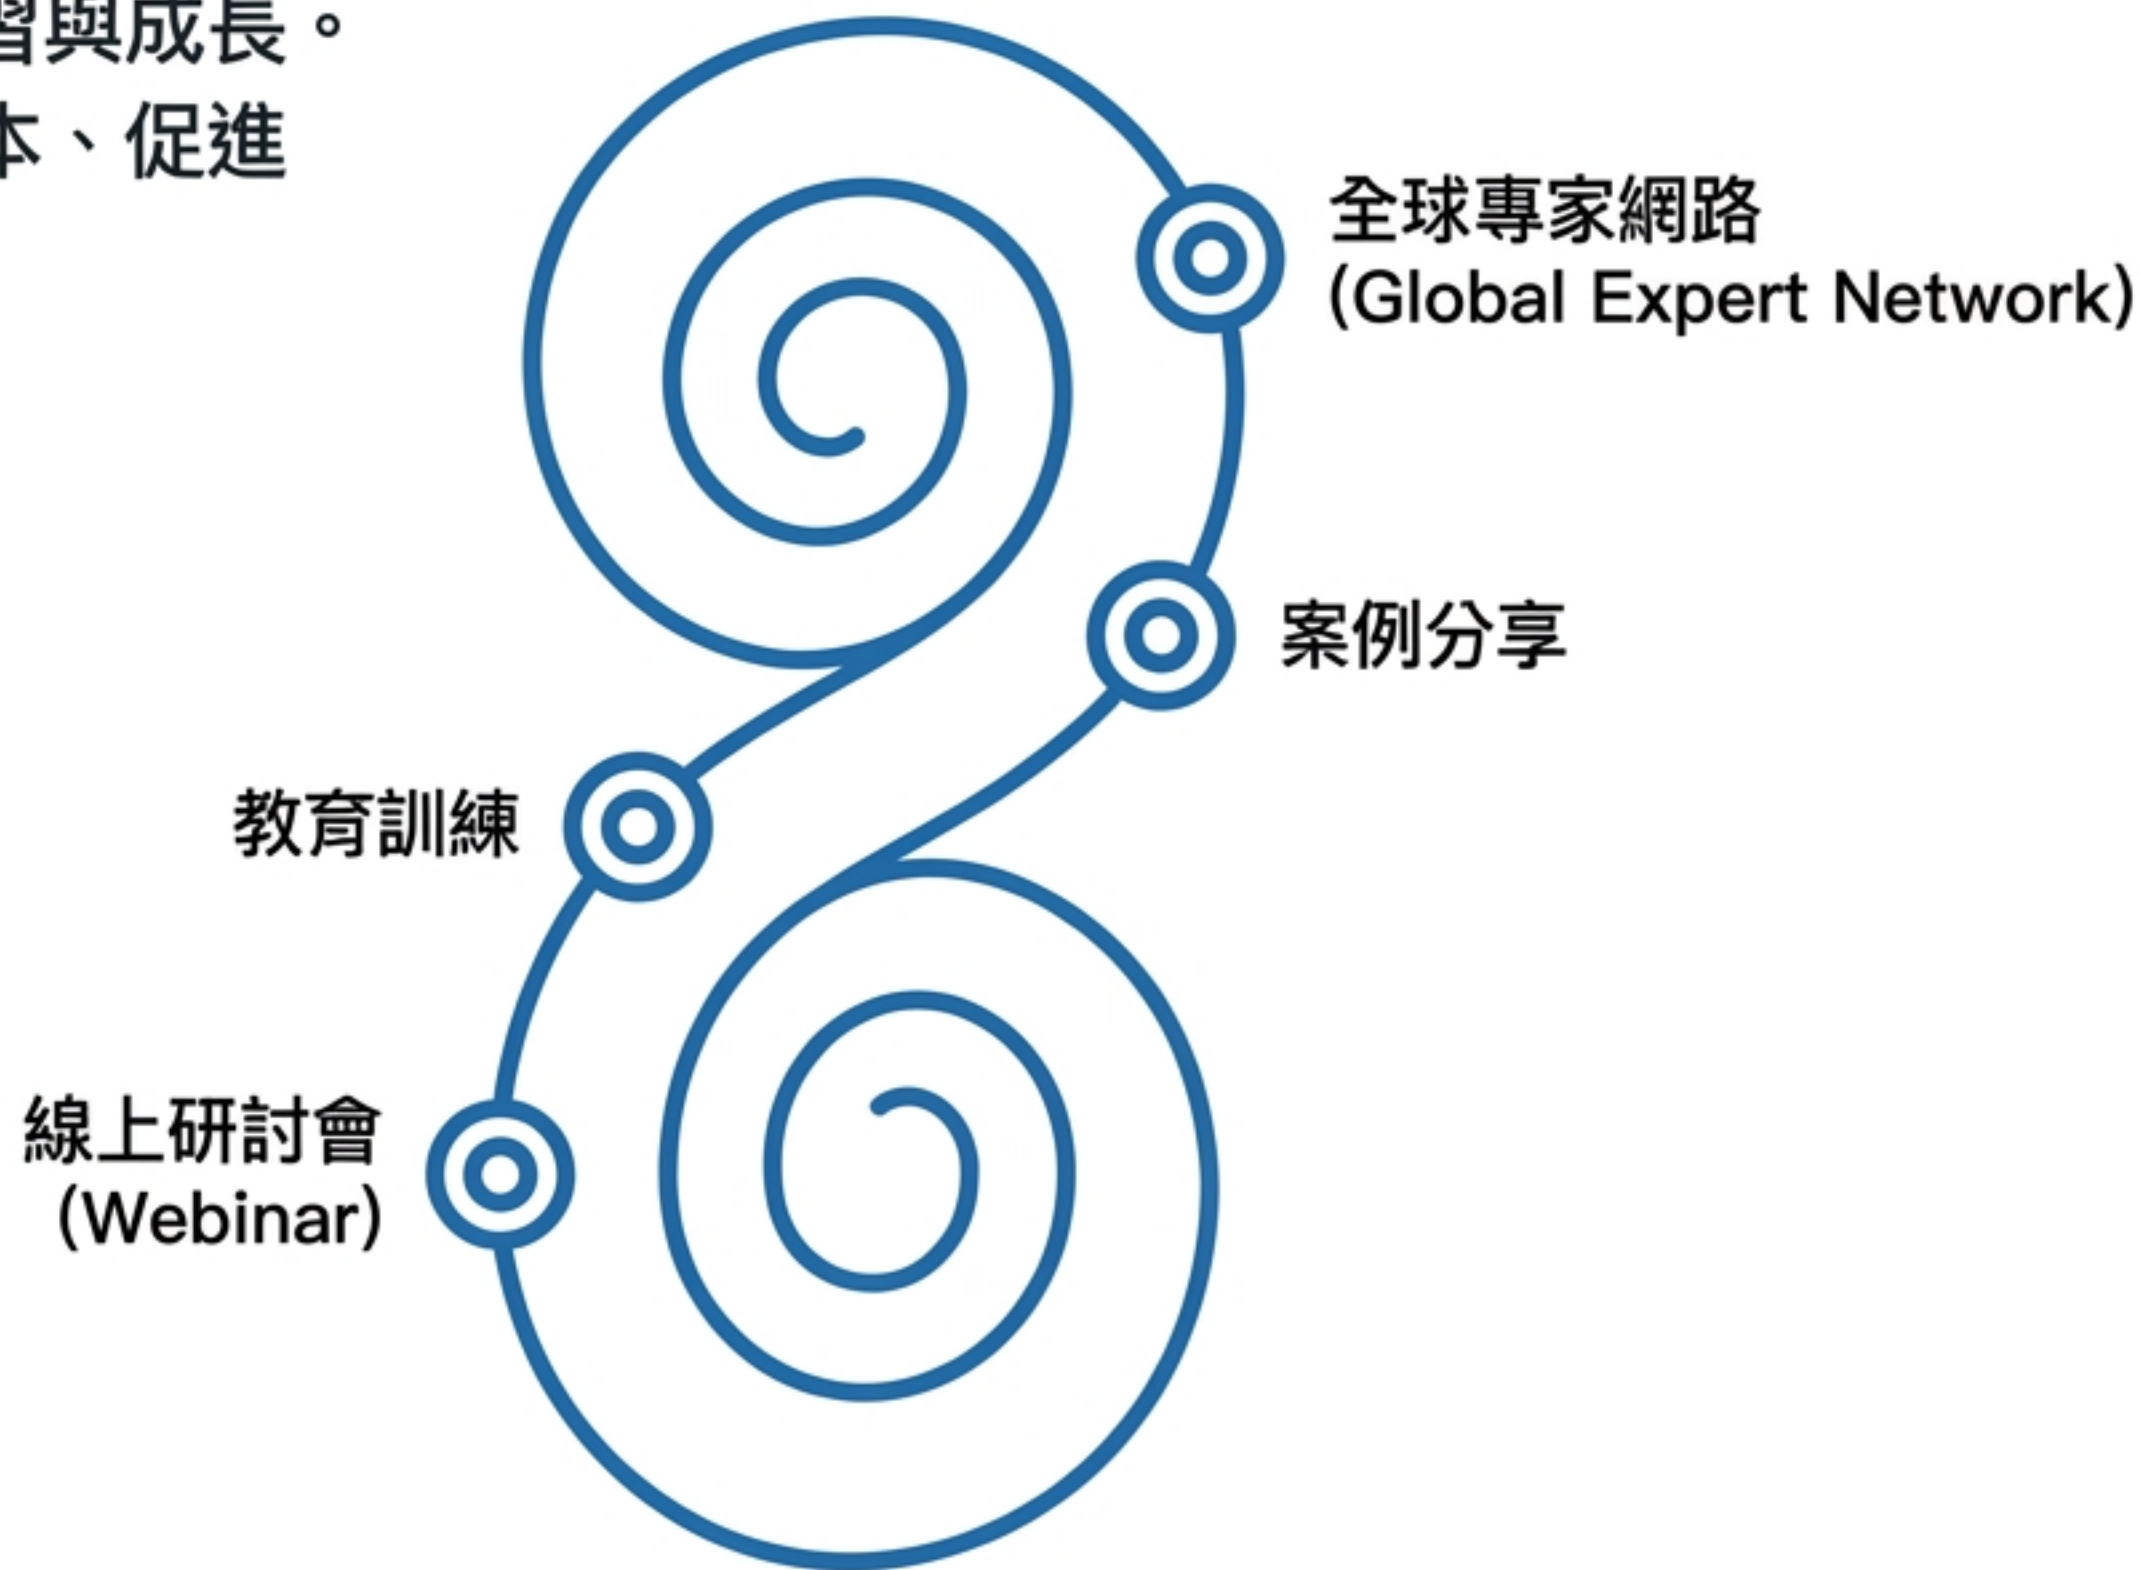 習與成長。
本、促進
全球專家網路
(Global Expert Network)
案例分享
教育訓練
線上研討會
(Webinar)